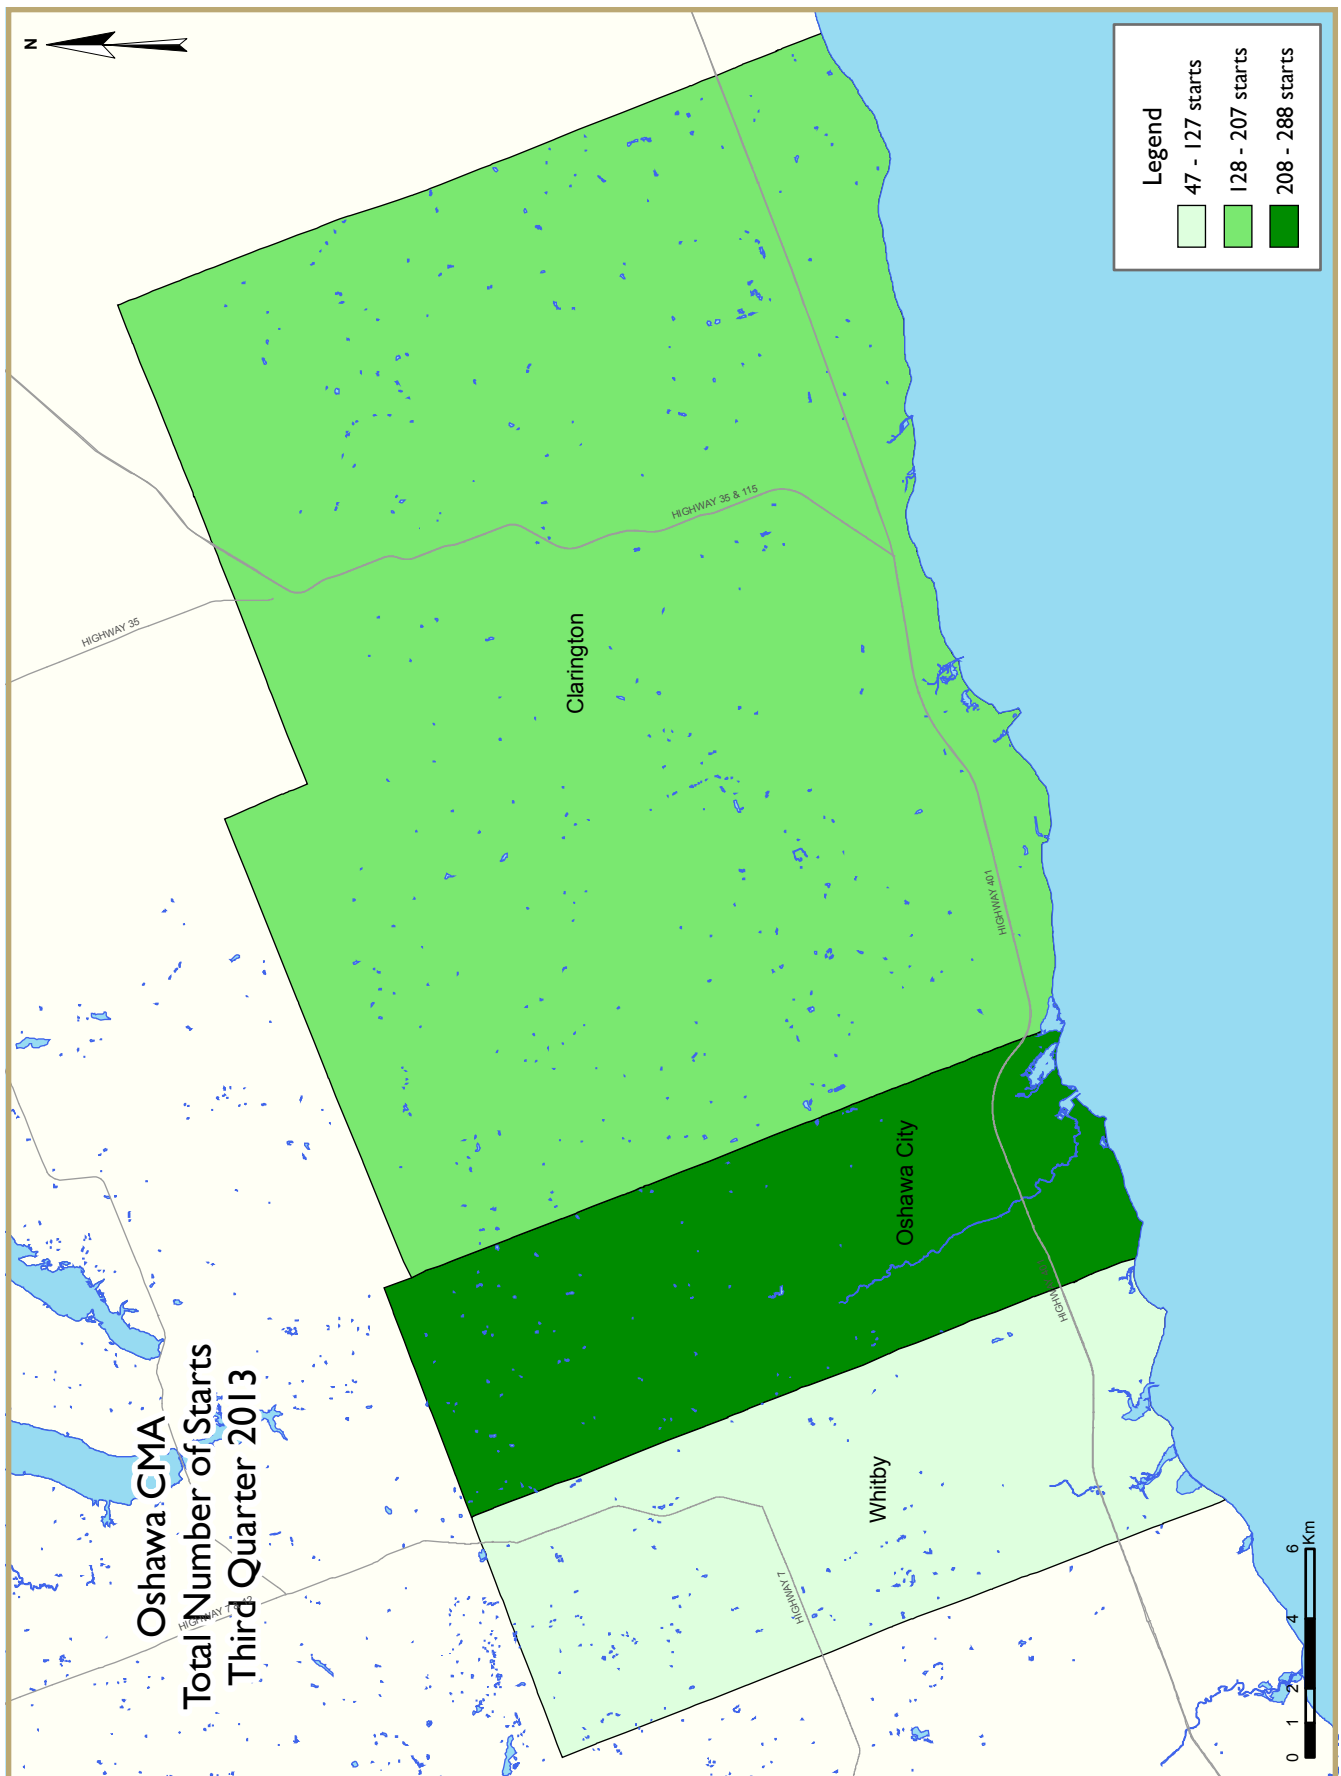 Oshawa CMA
Total Number of Starts
Third Quarter 2013
N
HIGHWAY 35
HIGHWAY 35 & 115
Clarington
HIGHWAY 401
Oshawa City
Whitby
HIGHWAY 7
Legend
47 - 127 starts
128 - 207 starts
208 - 288 starts
0 1 2 4 6
Km